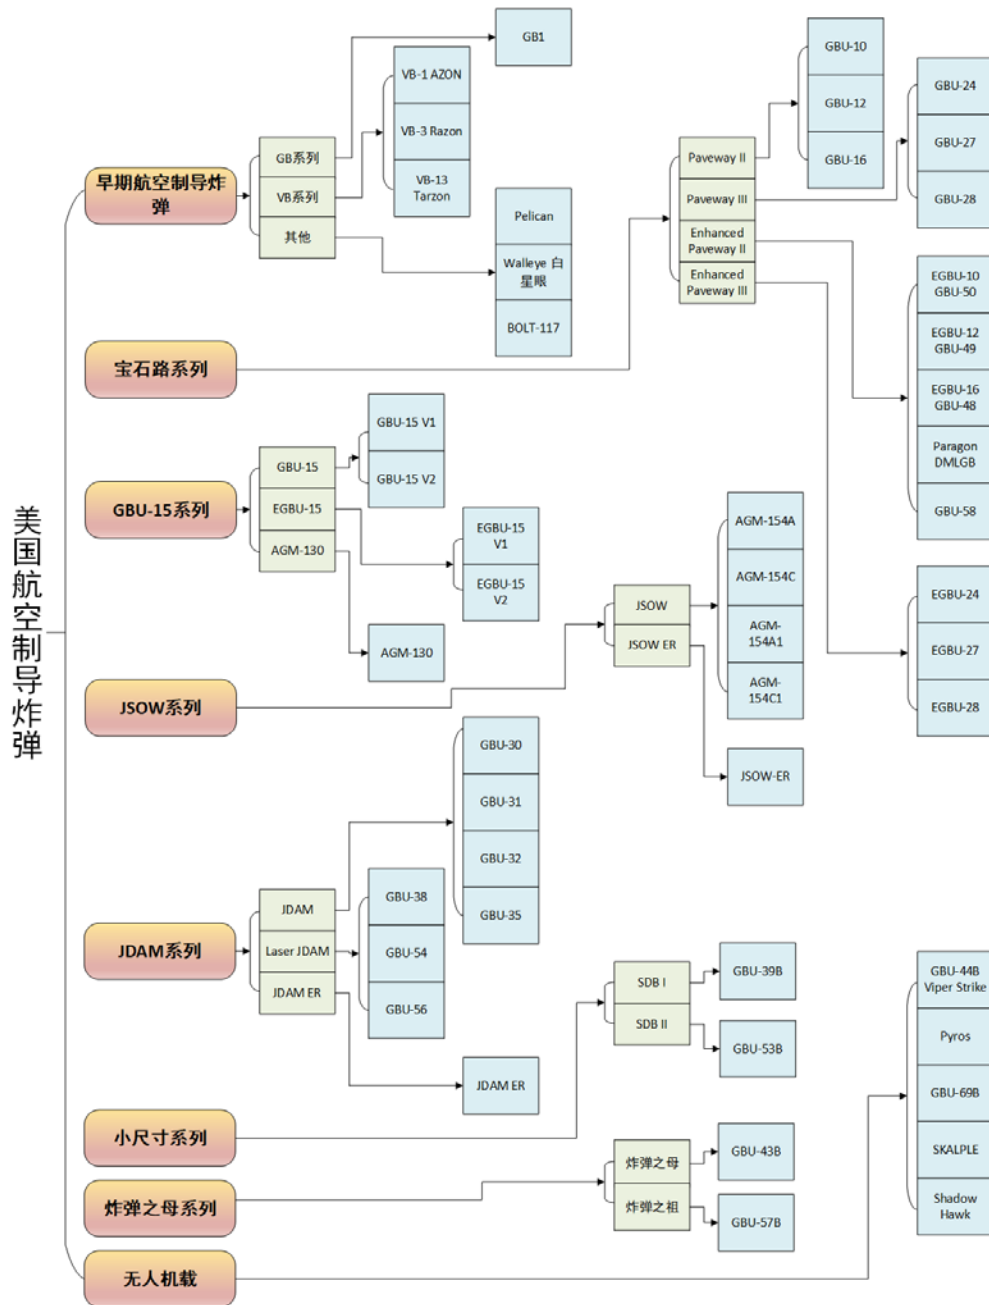 美国航空制导炸弹
早期航空制导炸
弹
GB系列
VB系列
其他
GB1
VB-1 AZON
VB-3 Razon
VB-13
Tarzon
Pelican
Walleye 白
星眼
BOLT-117
宝石路系列
Paveway II
Paveway III
Enhanced
Paveway II
Enhanced
Paveway III
GBU-10
GBU-12
GBU-16
GBU-24
GBU-27
GBU-28
EGBU-10
GBU-50
EGBU-12
GBU-49
EGBU-16
GBU-48
Paragon
DMLGB
GBU-58
EGBU-24
EGBU-27
EGBU-28
GBU-15系列
GBU-15
EGBU-15
AGM-130
GBU-15 V1
GBU-15 V2
EGBU-15
V1
EGBU-15
V2
AGM-130
JSOW系列
JSOW
JSOW ER
AGM-154A
AGM-154C
AGM-
154A1
AGM-
154C1
JSOW-ER
JDAM系列
JDAM
Laser JDAM
JDAM ER
GBU-30
GBU-31
GBU-32
GBU-35
GBU-38
GBU-54
GBU-56
JDAM ER
小尺寸系列
SDB I
SDB II
GBU-39B
GBU-53B
炸弹之母系列
炸弹之母
炸弹之祖
GBU-43B
GBU-57B
无人机载
GBU-44B
Viper Strike
Pyros
GBU-69B
SKALPLE
Shadow
Hawk